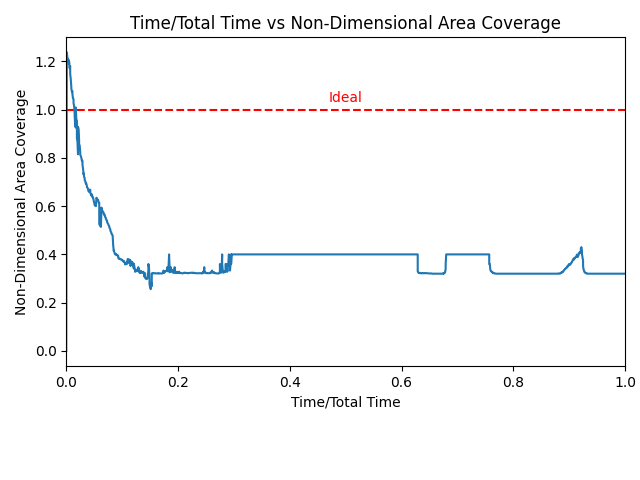 Time/Total Time vs Non-Dimensional Area Coverage
1.2
Ideal
1.0
0.8
0.6
0.4
0.2
0.0
Non-Dimensional Area Coverage
0.0 0.2 0.4 0.6 0.8 1.0
Time/Total Time